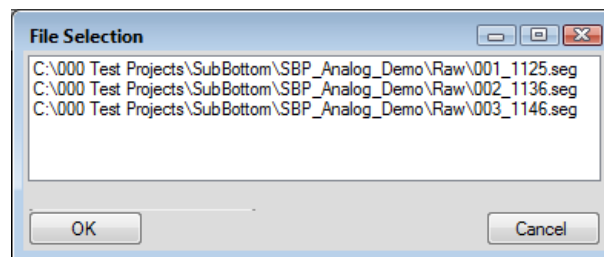 File Selection
C:\000 Test Projects\SubBottom\SBP_Analog_Demo\Raw\001_1125.seg
C:\000 Test Projects\SubBottom\SBP_Analog_Demo\Raw\002_1136.seg
C:\000 Test Projects\SubBottom\SBP_Analog_Demo\Raw\003_1146.seg
OK
Cancel